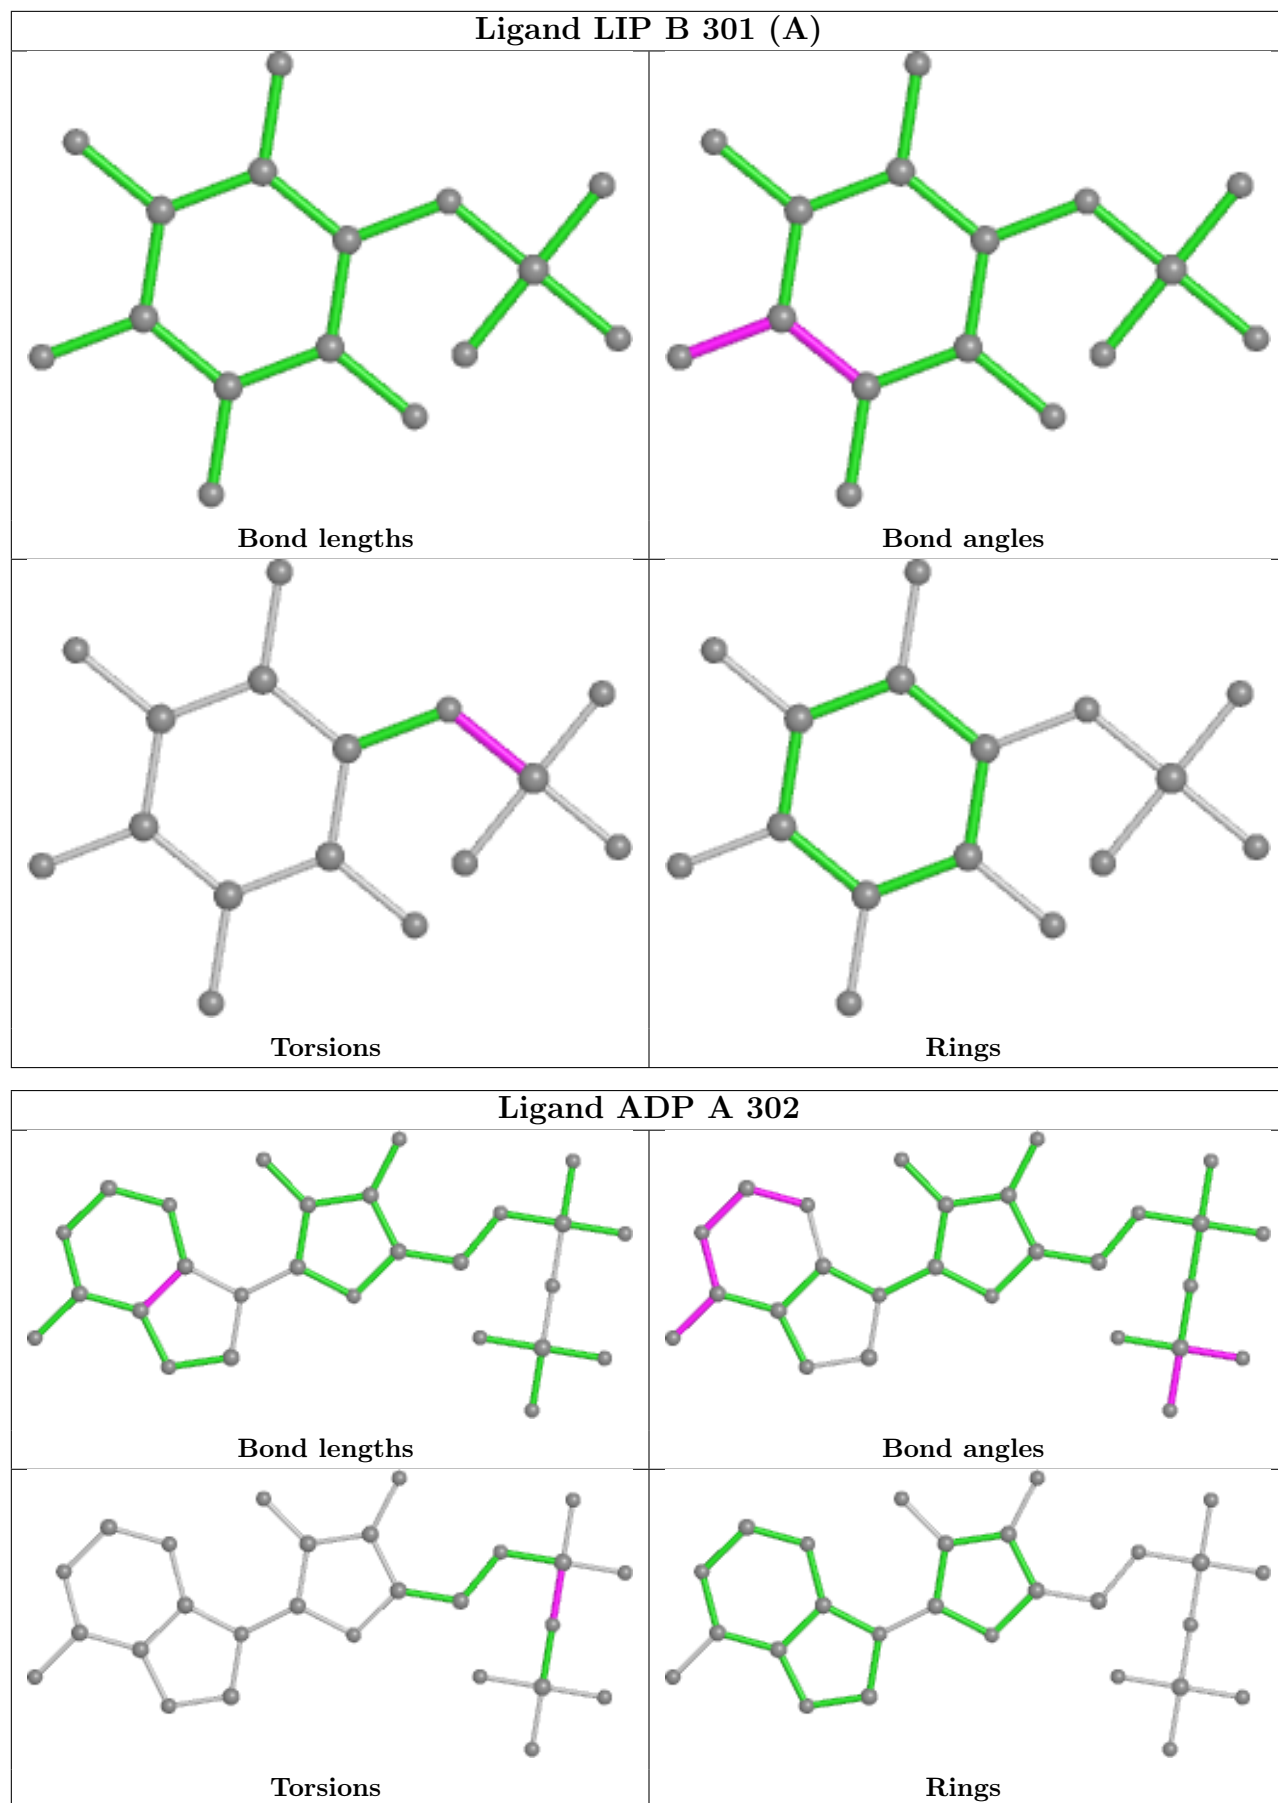 Ligand LIP B 301 (A)
Bond lengths
Bond angles
Torsions
Rings
Ligand ADP A 302
Bond lengths
Bond angles
Torsions
Rings